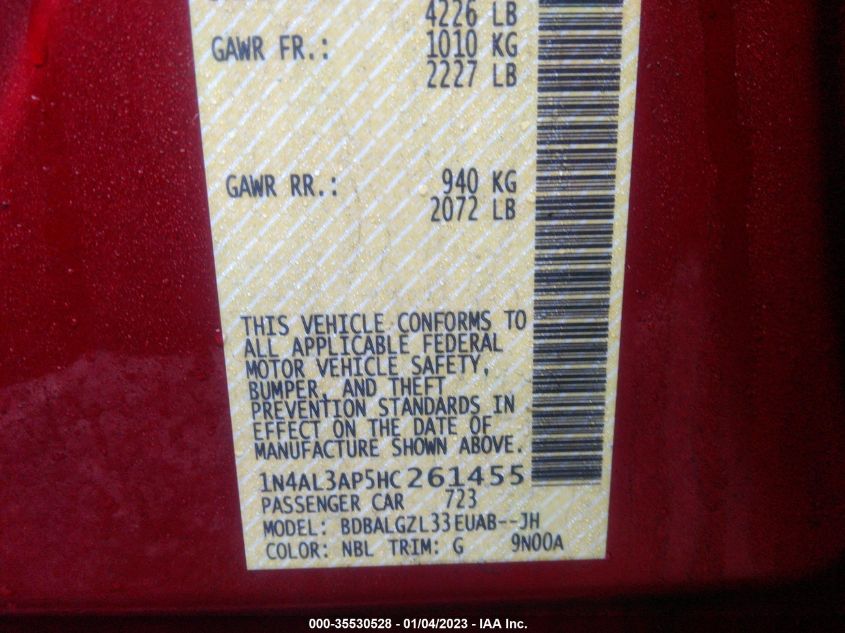 4226 LB
GAWR FR.: 1010 KG
2227 LB
GAWR RR.: 940 KG
2072 LB
THIS VEHICLE CONFORMS TO
ALL APPLICABLE FEDERAL
MOTOR VEHICLE SAFETY,
BUMPER, AND THEFT
PREVENTION STANDARDS IN
EFFECT ON THE DATE OF
MANUFACTURE SHOWN ABOVE.
1N4AL3AP5HC261455
PASSENGER CAR 723
MODEL: BDBALGZL33EUAB--JH
COLOR: NBL TRIM: G 9N00A
000-35530528 - 01/04/2023 - IAA Inc.